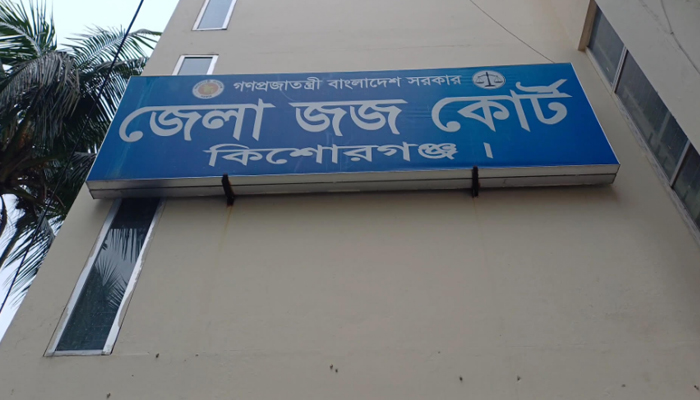 গণপ্রজাতন্ত্রী বাংলাদেশ সরকার
জেলা জজ কোর্ট
কিশোরগঞ্জ।